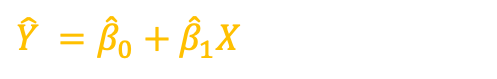 Ŷ = β̂₀ + β̂₁X